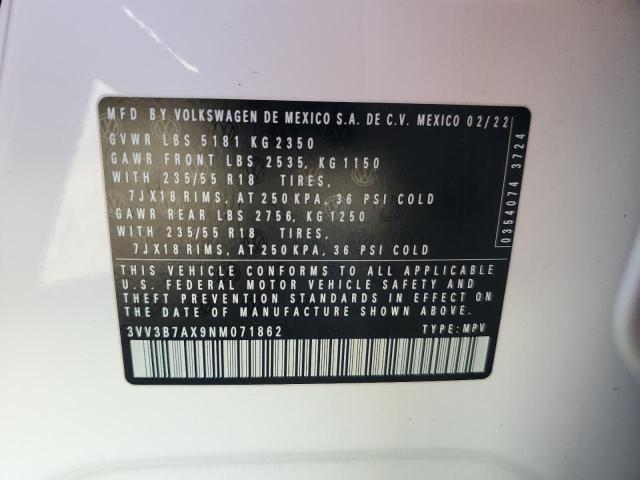 MFD BY VOLKSWAGEN DE MEXICO S.A. DE C.V. MEXICO 02/22
GVWR LBS 5181 KG 2350
GAWR FRONT LBS 2535, KG 1150
WITH 235/55 R18 TIRES,
7JX18 RIMS, AT 250 KPA, 36 PSI COLD
GAWR REAR LBS 2756, KG 1250
WITH 235/55 R18 TIRES,
7JX18 RIMS, AT 250 KPA, 36 PSI COLD
THIS VEHICLE CONFORMS TO ALL APPLICABLE
U.S. FEDERAL MOTOR VEHICLE SAFETY AND
THEFT PREVENTION STANDARDS IN EFFECT ON
THE DATE OF MANUFACTURE SHOWN ABOVE.
3VV3B7AX9NM071862 TYPE: MPV
0354074 3724